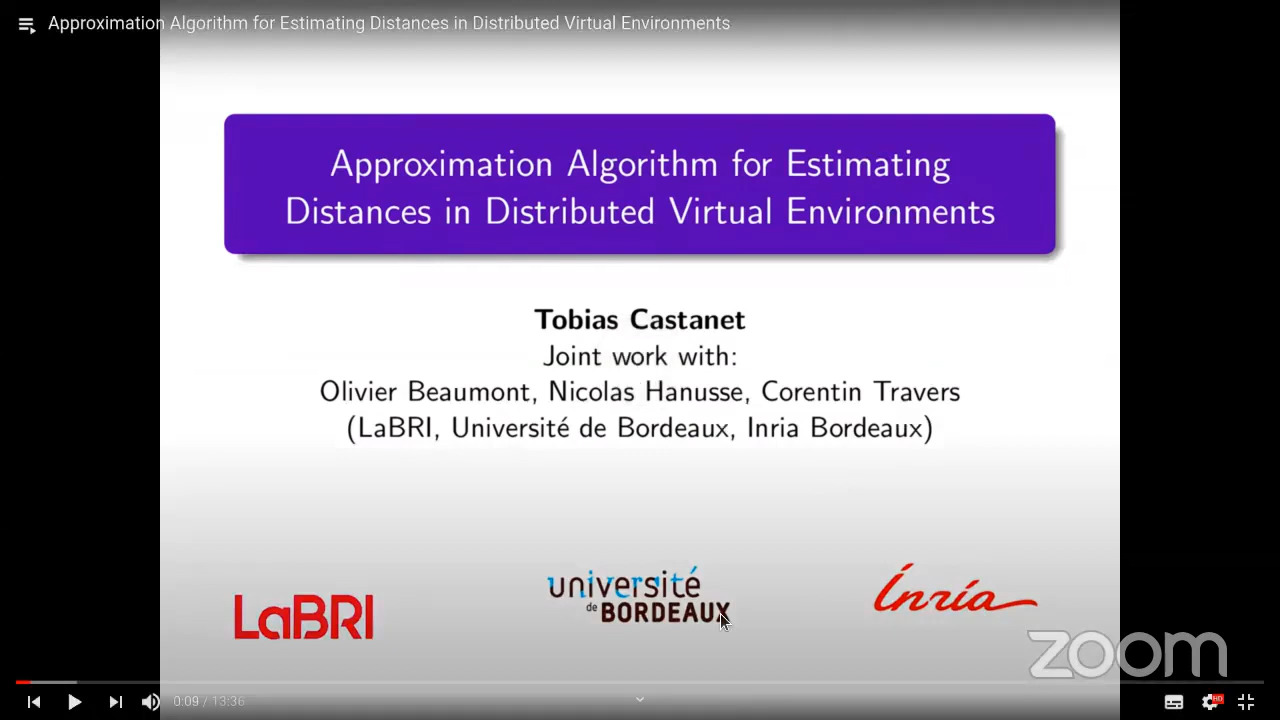 Approximation Algorithm for Estimating Distances in Distributed Virtual Environments
Approximation Algorithm for Estimating
Distances in Distributed Virtual Environments
Tobias Castanet
Joint work with:
Olivier Beaumont, Nicolas Hanusse, Corentin Travers
(LaBRI, Université de Bordeaux, Inria Bordeaux)
LaBRI
université
de BORDEAUX
Inría
zoom
0:09 / 13:36
HD